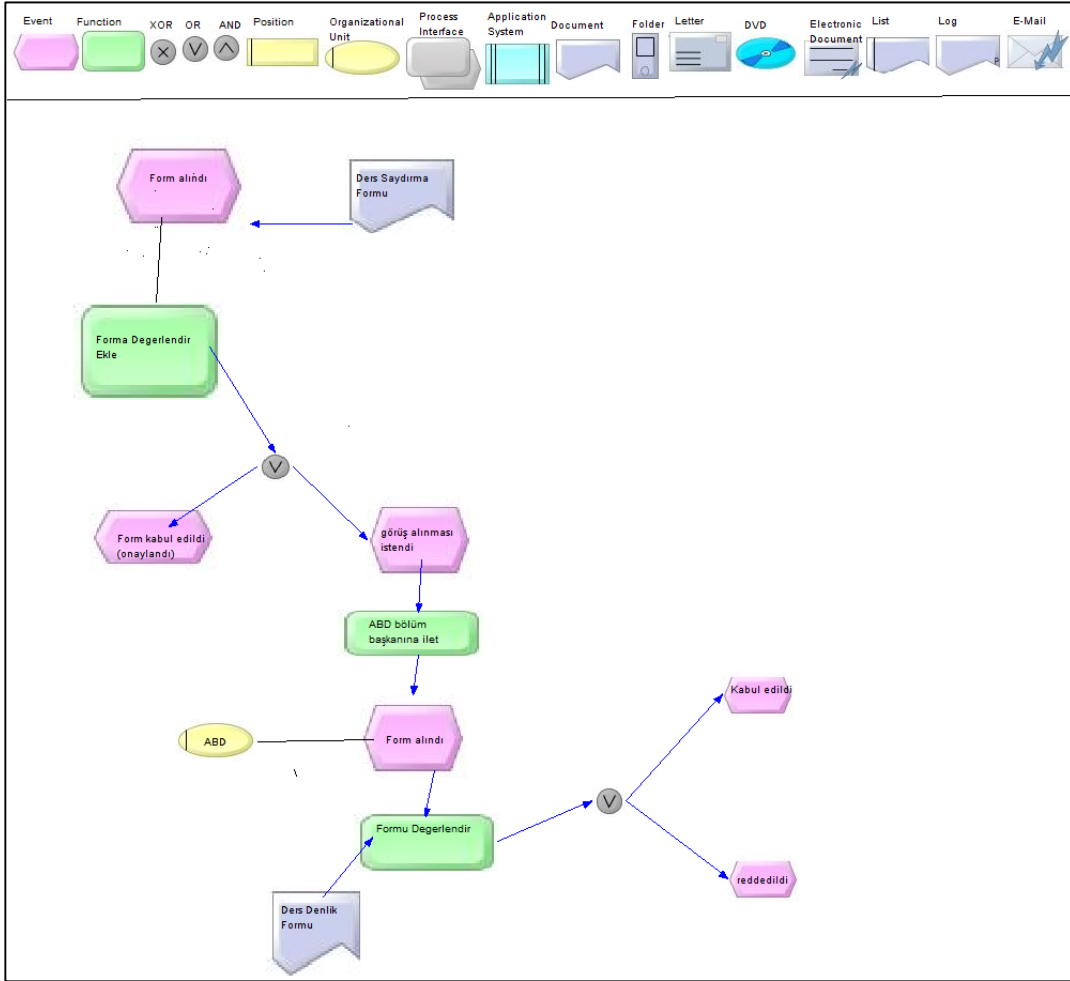 Event
Function
XOR
OR
AND
Position
Organizational
Unit
Process
Interface
Application
System
Document
Folder
Letter
DVD
Electronic
Document
List
Log
E-Mail
P
Form alındı
Ders Saydırma
Formu
Forma Degerlendir
Ekle
Form kabul edildi
(onaylandı)
görüş alınması
istendi
ABD bölüm
başkanına ilet
ABD
Form alındı
Kabul edildi
Formu Degerlendir
reddedildi
Ders Denlik
Formu